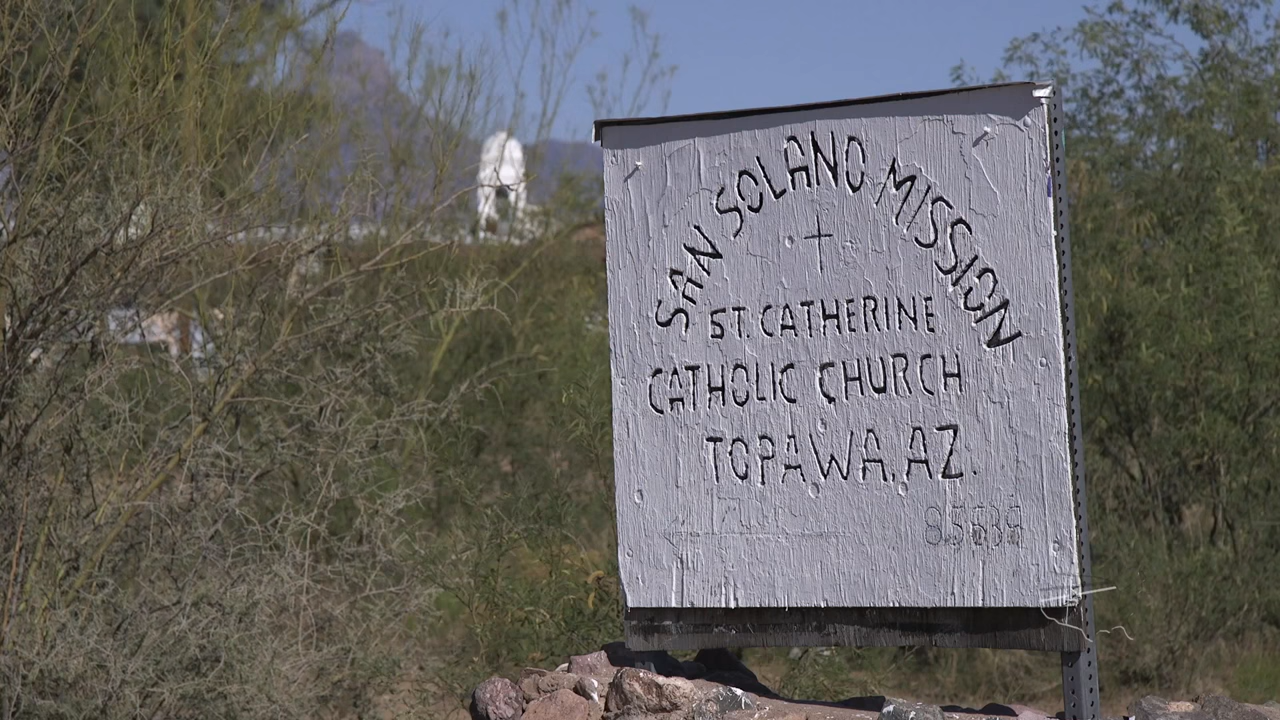 SAN SOLANO MISSION
ST. CATHERINE
CATHOLIC CHURCH
TOPAWA, AZ.
85639